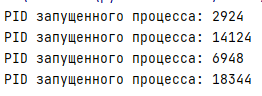 PID запущенного процесса: 2924
PID запущенного процесса: 14124
PID запущенного процесса: 6948
PID запущенного процесса: 18344